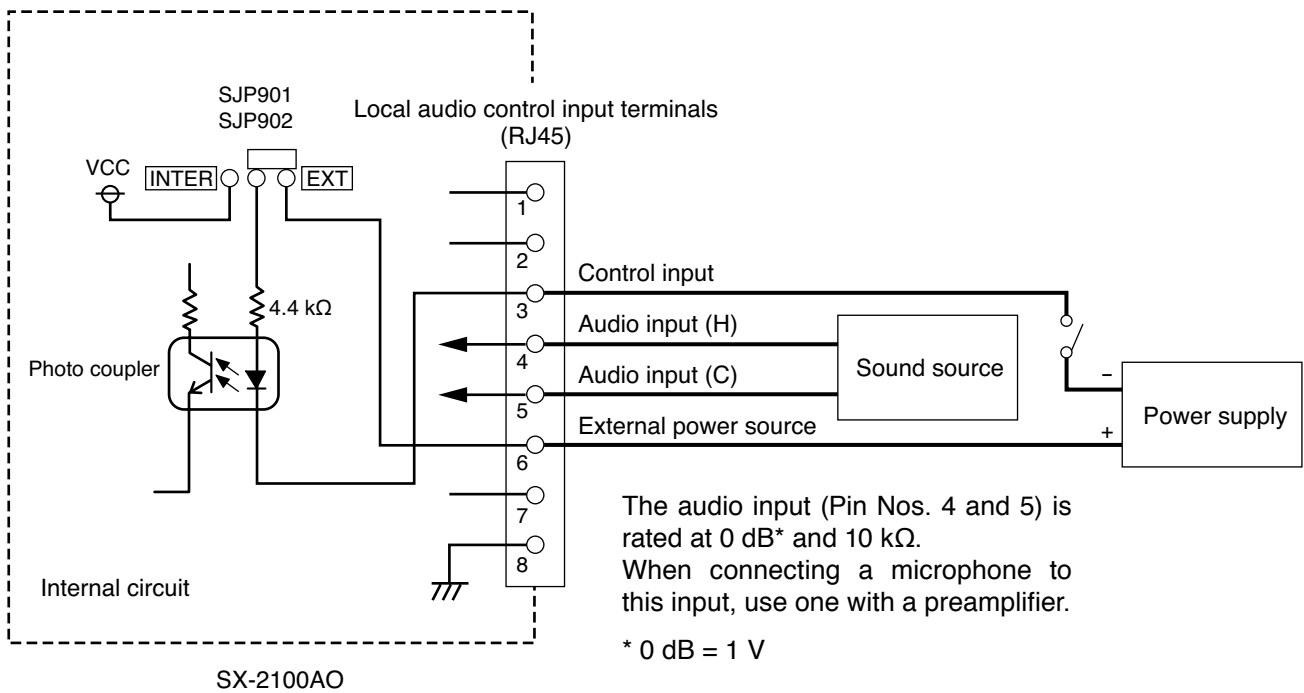 SJP901
SJP902
Local audio control input terminals
(RJ45)
VCC
INTER
EXT
1
2
Control input
3
4.4 kΩ
Audio input (H)
4
Photo coupler
Sound source
Audio input (C)
5
–
Power supply
External power source
+
6
7
The audio input (Pin Nos. 4 and 5) is
rated at 0 dB* and 10 kΩ.
When connecting a microphone to
this input, use one with a preamplifier.
8
Internal circuit
* 0 dB = 1 V
SX-2100AO